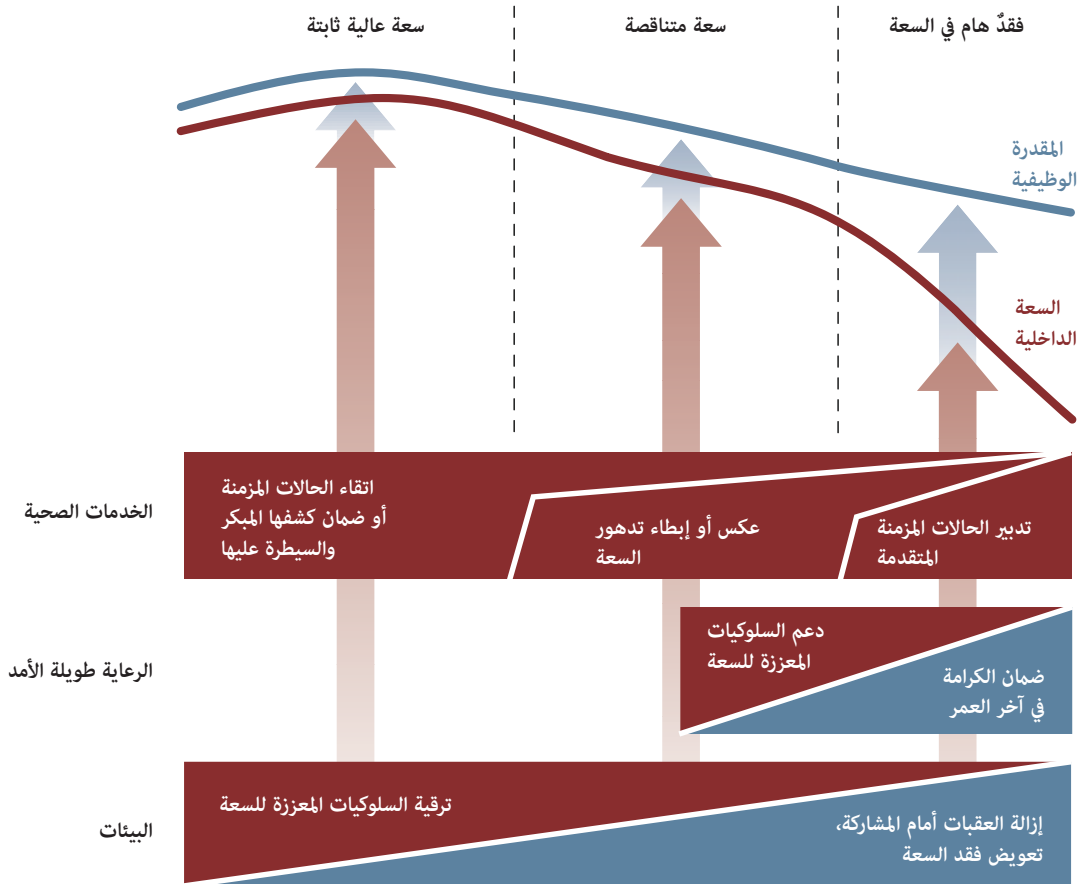 سعة عالية ثابتة
سعة متناقصة
فقدٌ هام في السعة
المقدرة
الوظيفية
السعة
الداخلية
الخدمات الصحية
اتقاء الحالات المزمنة
أو ضمان كشفها المبكر
والسيطرة عليها
عكس أو إبطاء تدهور
السعة
تدبير الحالات المزمنة
المتقدمة
الرعاية طويلة الأمد
دعم السلوكيات
المعززة للسعة
ضمان الكرامة
في آخر العمر
البيئات
ترقية السلوكيات المعززة للسعة
إزالة العقبات أمام المشاركة،
تعويض فقد السعة